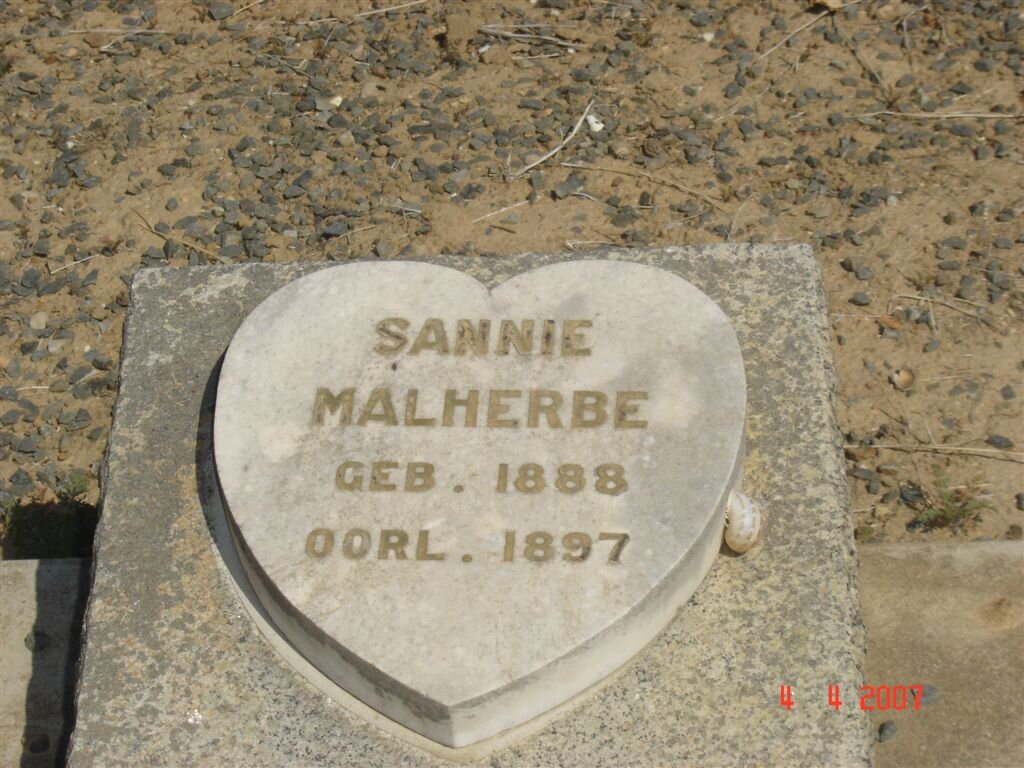 SANNIE
MALHERBE
GEB. 1888
OORL. 1897
4 4 2007